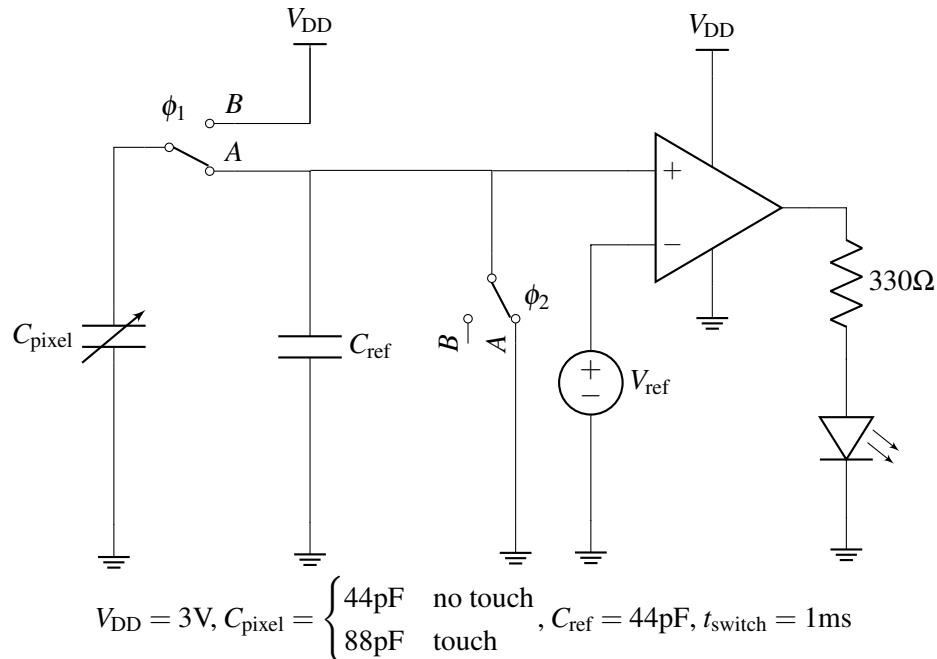 V_DD
V_DD
ϕ_1
B
A
+
−
ϕ_2
B
A
330Ω
C_pixel
C_ref
+
−
V_ref
V_DD = 3V, C_pixel = { 44pF no touch
88pF touch , C_ref = 44pF, t_switch = 1ms